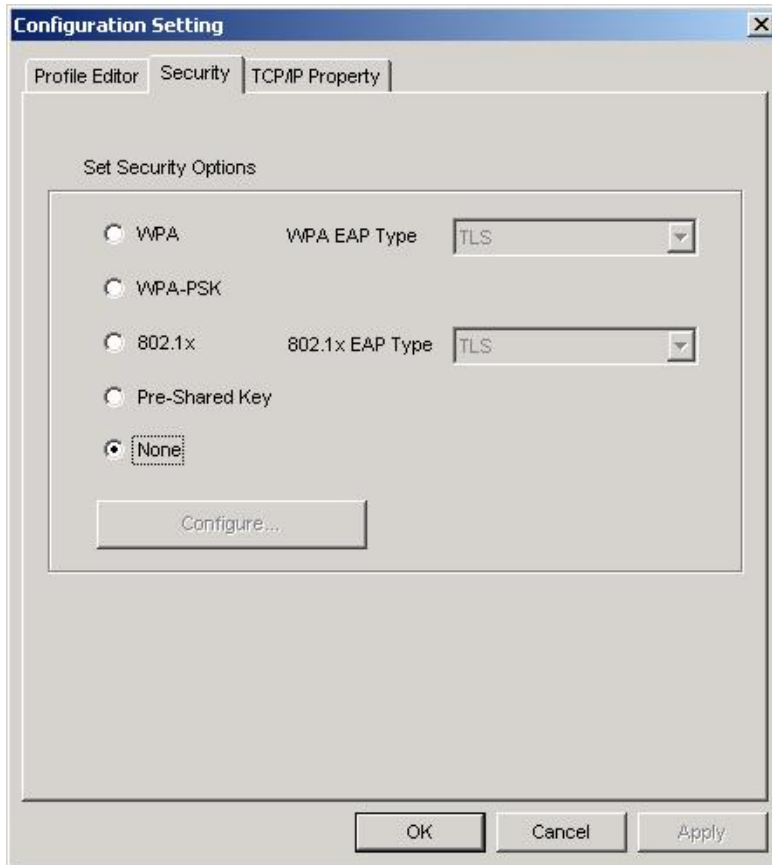 Configuration Setting
Profile Editor Security TCP/IP Property
Set Security Options
WPA WPA EAP Type TLS
WPA-PSK
802.1x 802.1x EAP Type TLS
Pre-Shared Key
None
Configure...
OK Cancel Apply